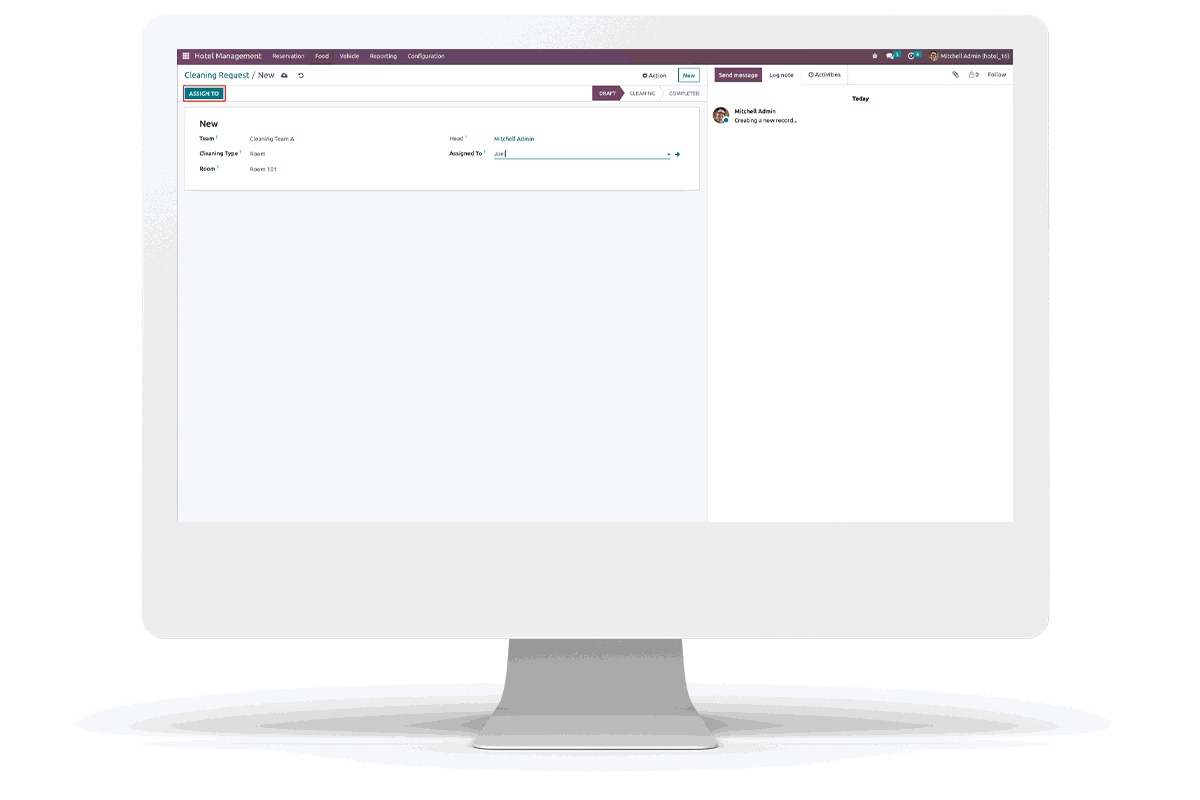 Hotel Management Reservation Food Vehicle Reporting Configuration Mitchell Admin (hotel_16)
Cleaning Request / New Action New
ASSIGN TO DRAFT CLEANING COMPLETED
New
Team ? Cleaning Team A Head ? Mitchell Admin
Cleaning Type ? Room Assigned To ? Joel
Room ? Room 101
Send message Log note Activities 0 Follow
Today
Mitchell Admin
Creating a new record...